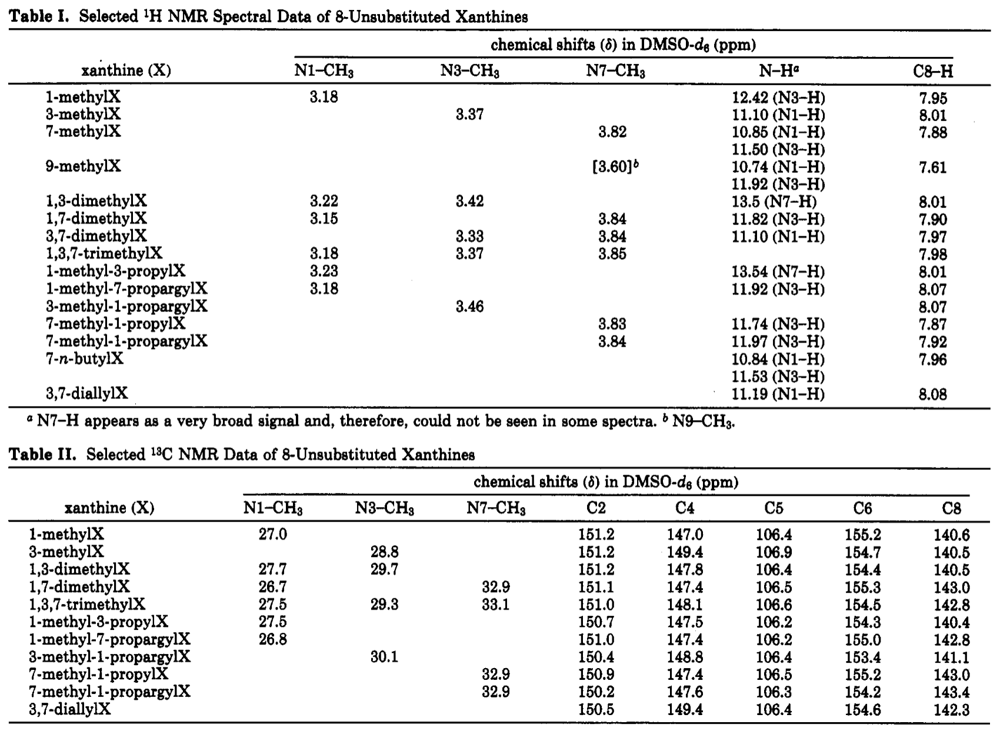 Table I. Selected ¹H NMR Spectral Data of 8-Unsubstituted Xanthines
chemical shifts (δ) in DMSO-d₆ (ppm)
xanthine (X) N1–CH₃ N3–CH₃ N7–CH₃ N–Hᵃ C8–H
1-methylX 3.18 12.42 (N3–H) 7.95
3-methylX 3.37 11.10 (N1–H) 8.01
7-methylX 3.82 10.85 (N1–H) 7.88
11.50 (N3–H)
9-methylX [3.60]ᵇ 10.74 (N1–H) 7.61
11.92 (N3–H)
1,3-dimethylX 3.22 3.42 13.5 (N7–H) 8.01
1,7-dimethylX 3.15 3.84 11.82 (N3–H) 7.90
3,7-dimethylX 3.33 3.84 11.10 (N1–H) 7.97
1,3,7-trimethylX 3.18 3.37 3.85 7.98
1-methyl-3-propylX 3.23 13.54 (N7–H) 8.01
1-methyl-7-propargylX 3.18 11.92 (N3–H) 8.07
3-methyl-1-propargylX 3.46 8.07
7-methyl-1-propylX 3.83 11.74 (N3–H) 7.87
7-methyl-1-propargylX 3.84 11.97 (N3–H) 7.92
7-n-butylX 10.84 (N1–H) 7.96
11.53 (N3–H)
3,7-diallylX 11.19 (N1–H) 8.08
ᵃ N7–H appears as a very broad signal and, therefore, could not be seen in some spectra. ᵇ N9–CH₃.
Table II. Selected ¹³C NMR Data of 8-Unsubstituted Xanthines
chemical shifts (δ) in DMSO-d₆ (ppm)
xanthine (X) N1–CH₃ N3–CH₃ N7–CH₃ C2 C4 C5 C6 C8
1-methylX 27.0 151.2 147.0 106.4 155.2 140.6
3-methylX 28.8 151.2 149.4 106.9 154.7 140.5
1,3-dimethylX 27.7 29.7 151.2 147.8 106.4 154.4 140.5
1,7-dimethylX 26.7 32.9 151.1 147.4 106.5 155.3 143.0
1,3,7-trimethylX 27.5 29.3 33.1 151.0 148.1 106.6 154.5 142.8
1-methyl-3-propylX 27.5 150.7 147.5 106.2 154.3 140.4
1-methyl-7-propargylX 26.8 151.0 147.4 106.2 155.0 142.8
3-methyl-1-propargylX 30.1 150.4 148.8 106.4 153.4 141.1
7-methyl-1-propylX 32.9 150.9 147.4 106.5 155.2 143.0
7-methyl-1-propargylX 32.9 150.2 147.6 106.3 154.2 143.4
3,7-diallylX 150.5 149.4 106.4 154.6 142.3